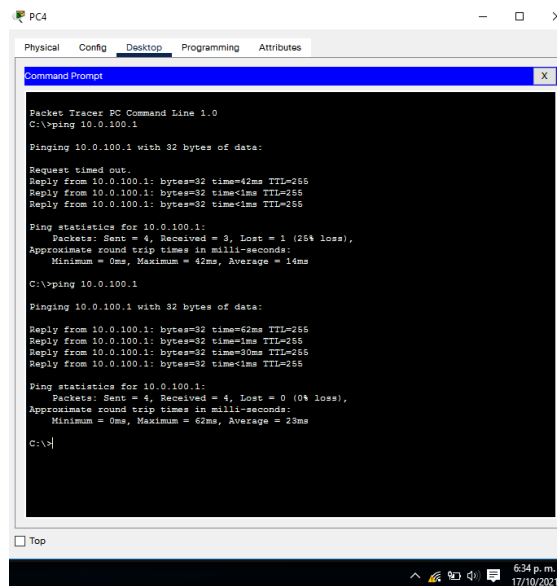 PC4
Physical Config Desktop Programming Attributes
Command Prompt X
Packet Tracer PC Command Line 1.0
C:\>ping 10.0.100.1
Pinging 10.0.100.1 with 32 bytes of data:
Request timed out.
Reply from 10.0.100.1: bytes=32 time=42ms TTL=255
Reply from 10.0.100.1: bytes=32 time<1ms TTL=255
Reply from 10.0.100.1: bytes=32 time<1ms TTL=255
Ping statistics for 10.0.100.1:
Packets: Sent = 4, Received = 3, Lost = 1 (25% loss),
Approximate round trip times in milli-seconds:
Minimum = 0ms, Maximum = 42ms, Average = 14ms
C:\>ping 10.0.100.1
Pinging 10.0.100.1 with 32 bytes of data:
Reply from 10.0.100.1: bytes=32 time=62ms TTL=255
Reply from 10.0.100.1: bytes=32 time=1ms TTL=255
Reply from 10.0.100.1: bytes=32 time=30ms TTL=255
Reply from 10.0.100.1: bytes=32 time<1ms TTL=255
Ping statistics for 10.0.100.1:
Packets: Sent = 4, Received = 4, Lost = 0 (0% loss),
Approximate round trip times in milli-seconds:
Minimum = 0ms, Maximum = 62ms, Average = 23ms
C:\>
Top
6:34 p. m.
17/10/202